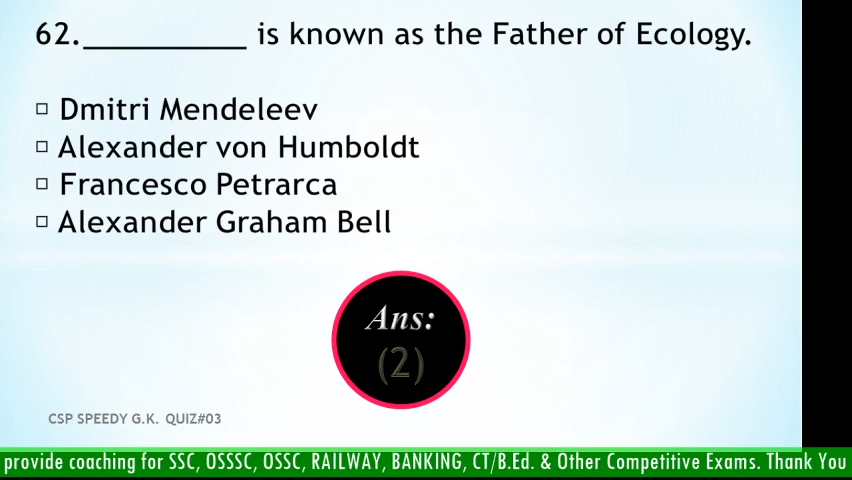 62.__________ is known as the Father of Ecology.
□ Dmitri Mendeleev
□ Alexander von Humboldt
□ Francesco Petrarca
□ Alexander Graham Bell
Ans:
(2)
CSP SPEEDY G.K. QUIZ#03
provide coaching for SSC, OSSSC, OSSC, RAILWAY, BANKING, CT/B.Ed. & Other Competitive Exams. Thank You